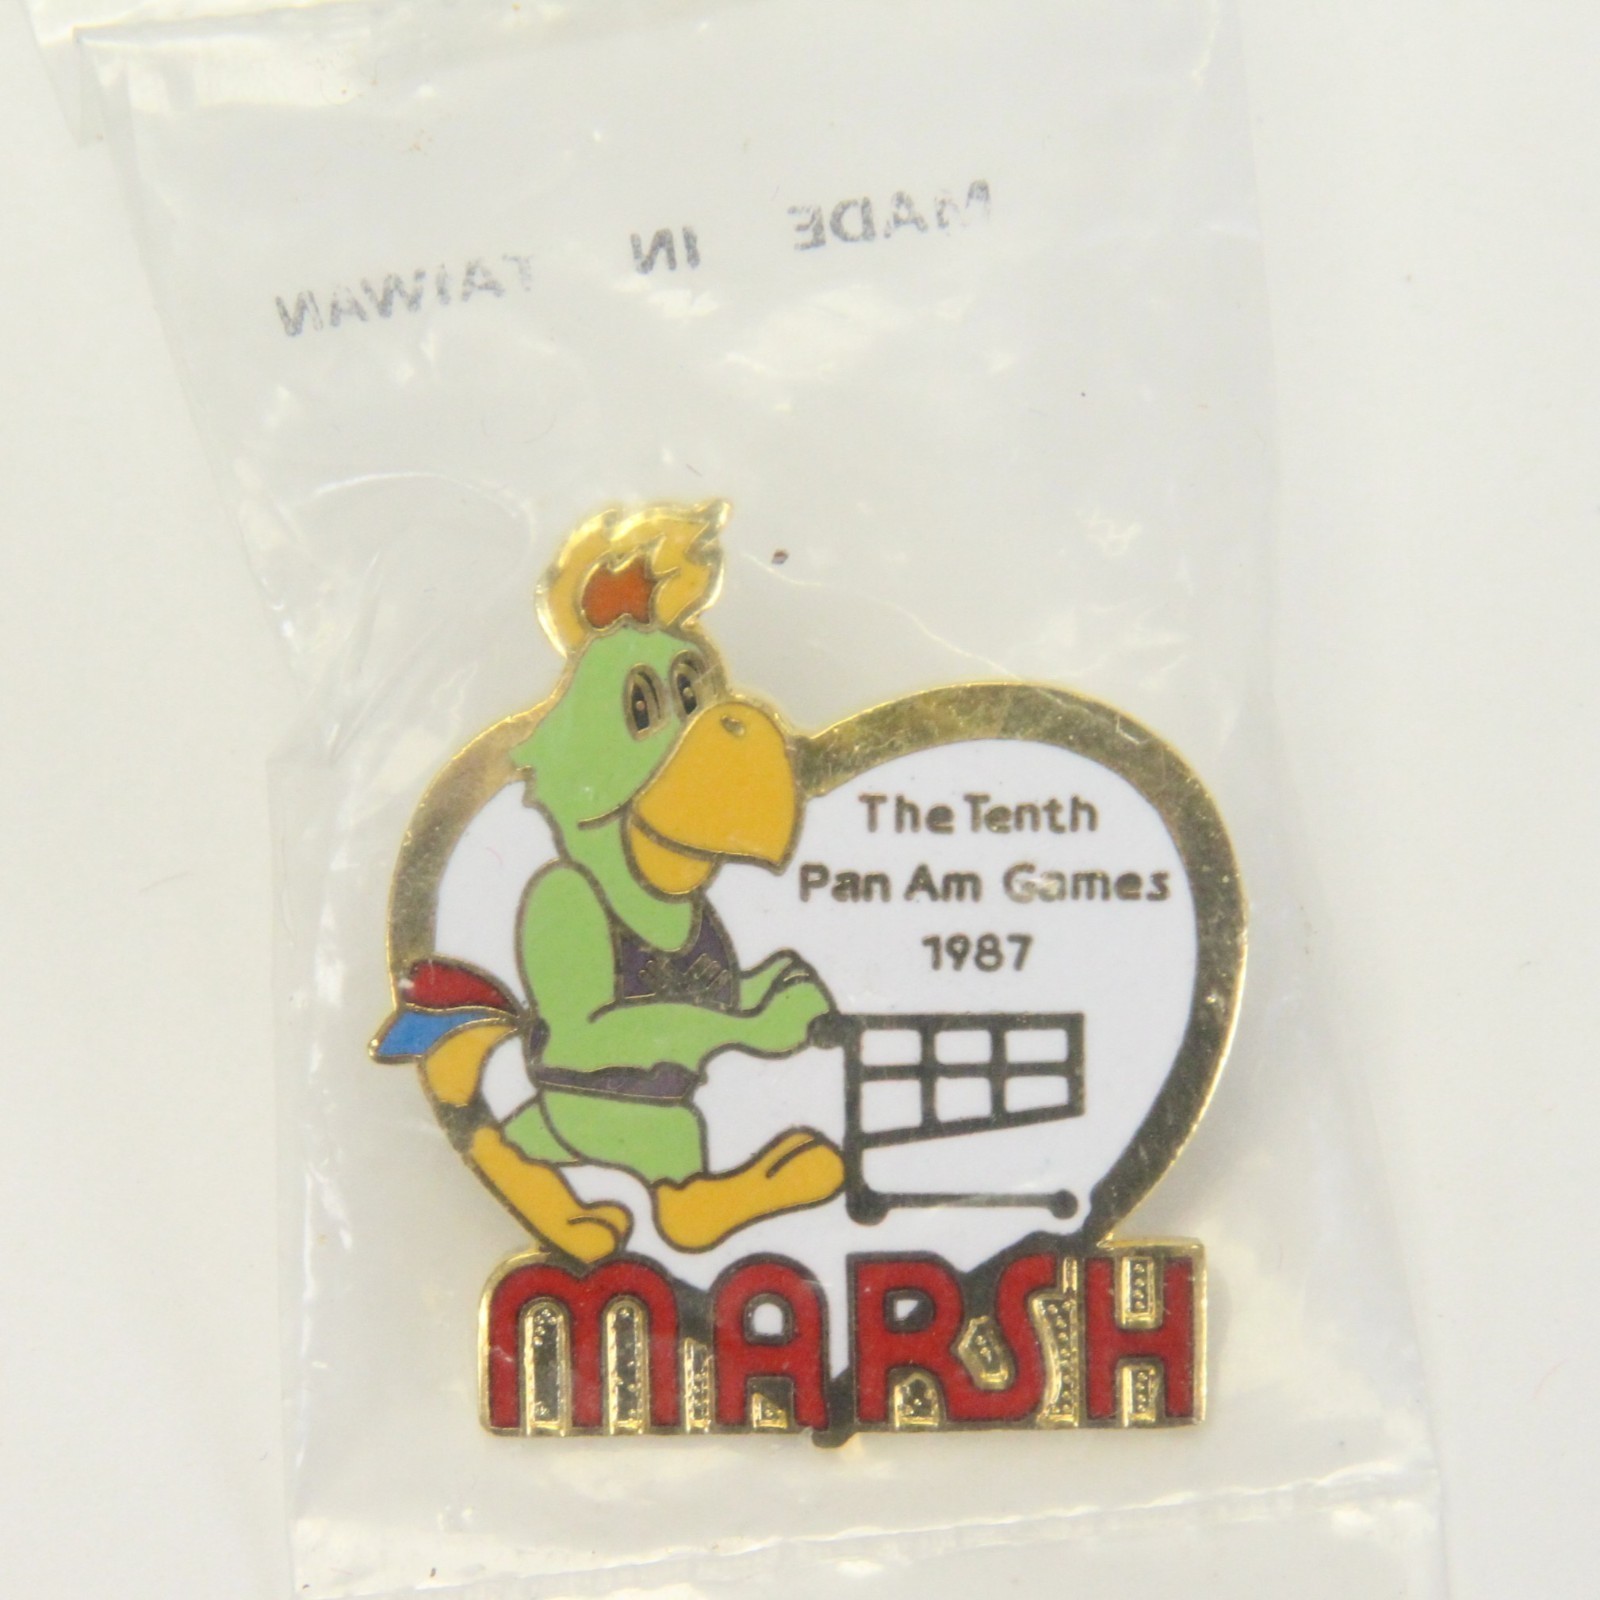 MADE IN TAIWAN
The Tenth
Pan Am Games
1987
MARSH